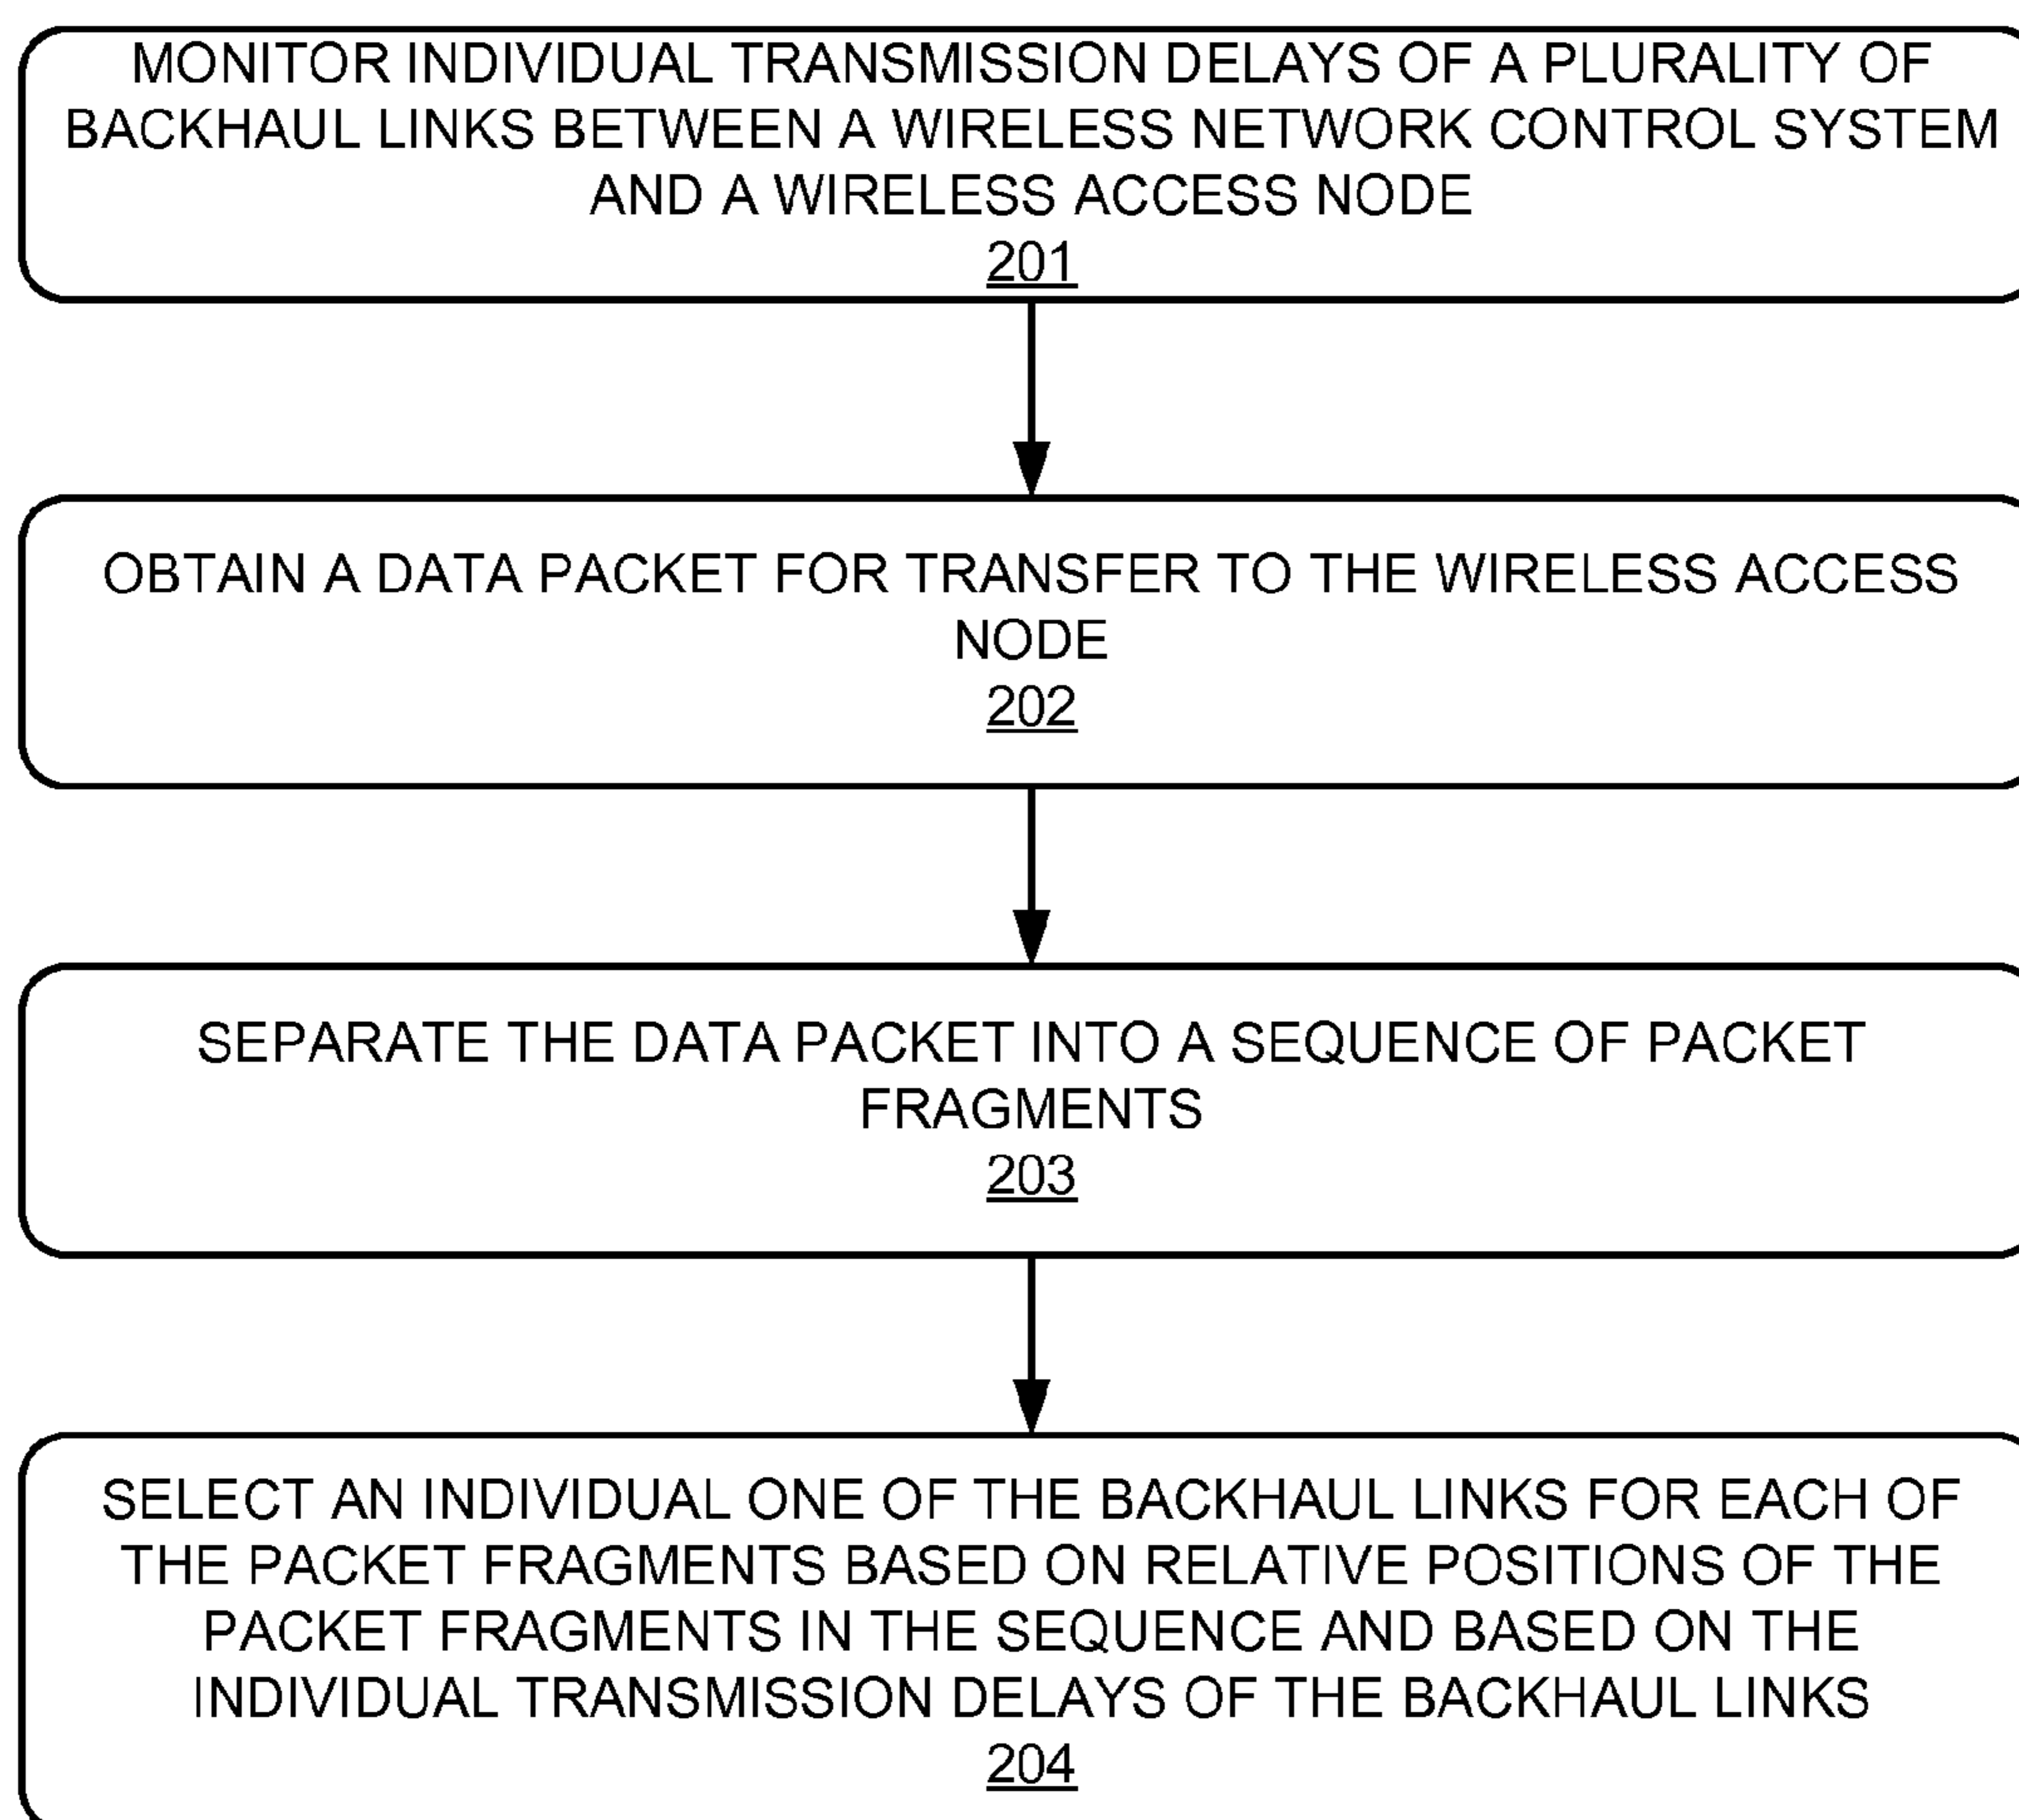 MONITOR INDIVIDUAL TRANSMISSION DELAYS OF A PLURALITY OF
BACKHAUL LINKS BETWEEN A WIRELESS NETWORK CONTROL SYSTEM
AND A WIRELESS ACCESS NODE
201
OBTAIN A DATA PACKET FOR TRANSFER TO THE WIRELESS ACCESS
NODE
202
SEPARATE THE DATA PACKET INTO A SEQUENCE OF PACKET
FRAGMENTS
203
SELECT AN INDIVIDUAL ONE OF THE BACKHAUL LINKS FOR EACH OF
THE PACKET FRAGMENTS BASED ON RELATIVE POSITIONS OF THE
PACKET FRAGMENTS IN THE SEQUENCE AND BASED ON THE
INDIVIDUAL TRANSMISSION DELAYS OF THE BACKHAUL LINKS
204